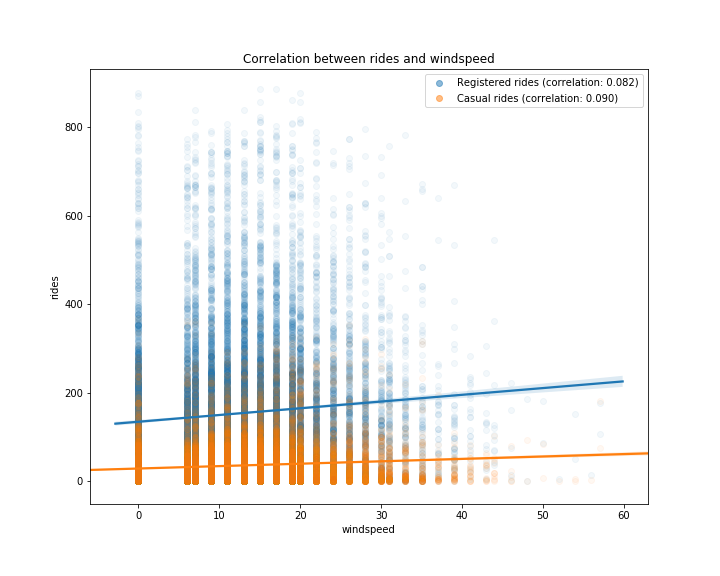 Correlation between rides and windspeed
Registered rides (correlation: 0.082)
Casual rides (correlation: 0.090)
800
600
400
200
0
rides
0 10 20 30 40 50 60
windspeed